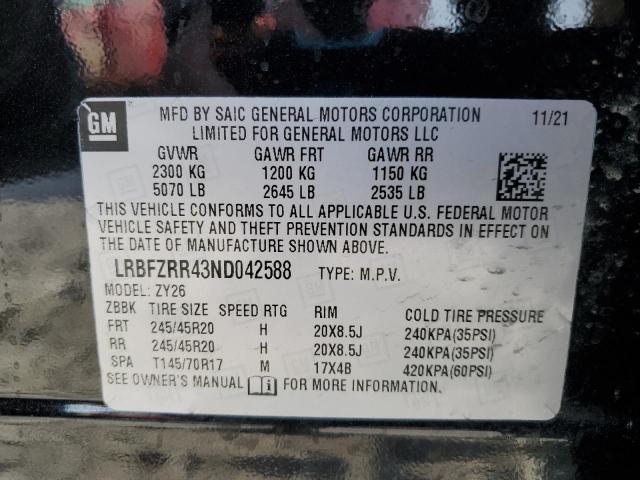 GM
MFD BY SAIC GENERAL MOTORS CORPORATION 11/21
LIMITED FOR GENERAL MOTORS LLC
GVWR GAWR FRT GAWR RR
2300 KG 1200 KG 1150 KG
5070 LB 2645 LB 2535 LB
THIS VEHICLE CONFORMS TO ALL APPLICABLE U.S. FEDERAL MOTOR
VEHICLE SAFETY AND THEFT PREVENTION STANDARDS IN EFFECT ON
THE DATE OF MANUFACTURE SHOWN ABOVE.
LRBFZRR43ND042588 TYPE: M.P.V.
MODEL: ZY26
ZBBK TIRE SIZE SPEED RTG RIM COLD TIRE PRESSURE
FRT 245/45R20 H 20X8.5J 240KPA(35PSI)
RR 245/45R20 H 20X8.5J 240KPA(35PSI)
SPA T145/70R17 M 17X4B 420KPA(60PSI)
SEE OWNER'S MANUAL FOR MORE INFORMATION.